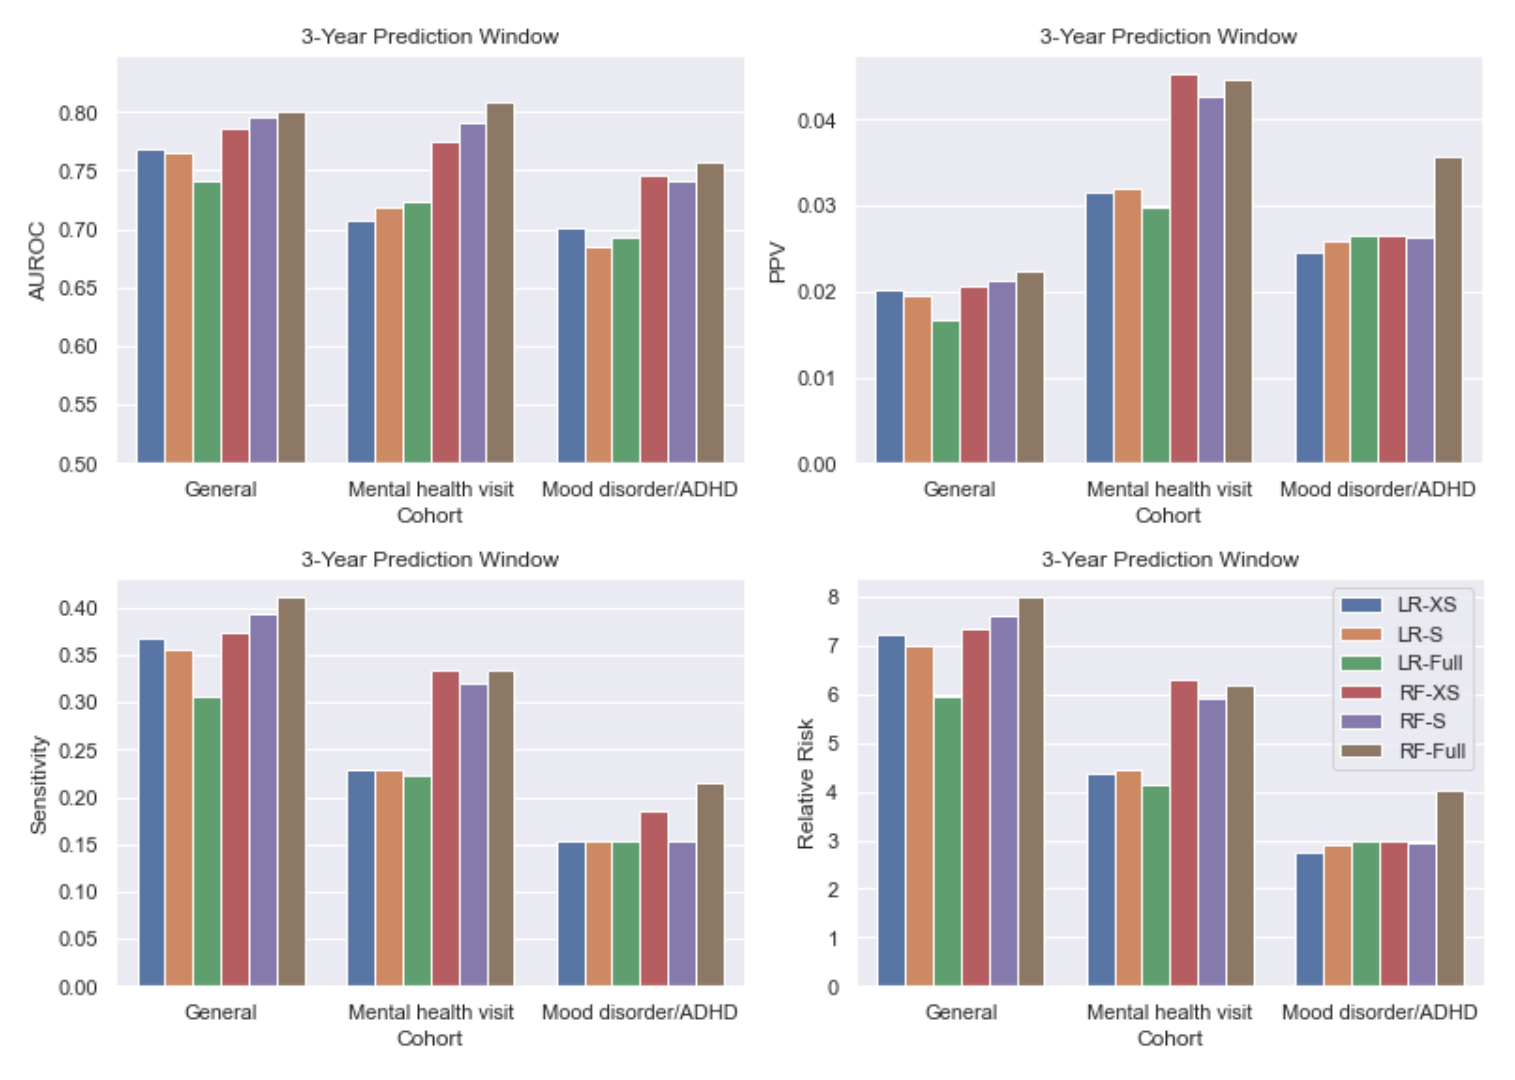 3-Year Prediction Window
0.80
0.75
0.70
0.65
0.60
0.55
0.50
AUROC
General
Mental health visit
Mood disorder/ADHD
Cohort
3-Year Prediction Window
0.04
0.03
0.02
0.01
0.00
PPV
General
Mental health visit
Mood disorder/ADHD
Cohort
3-Year Prediction Window
0.40
0.35
0.30
0.25
0.20
0.15
0.10
0.05
0.00
Sensitivity
General
Mental health visit
Mood disorder/ADHD
Cohort
3-Year Prediction Window
8
7
6
5
4
3
2
1
0
Relative Risk
LR-XS
LR-S
LR-Full
RF-XS
RF-S
RF-Full
General
Mental health visit
Mood disorder/ADHD
Cohort